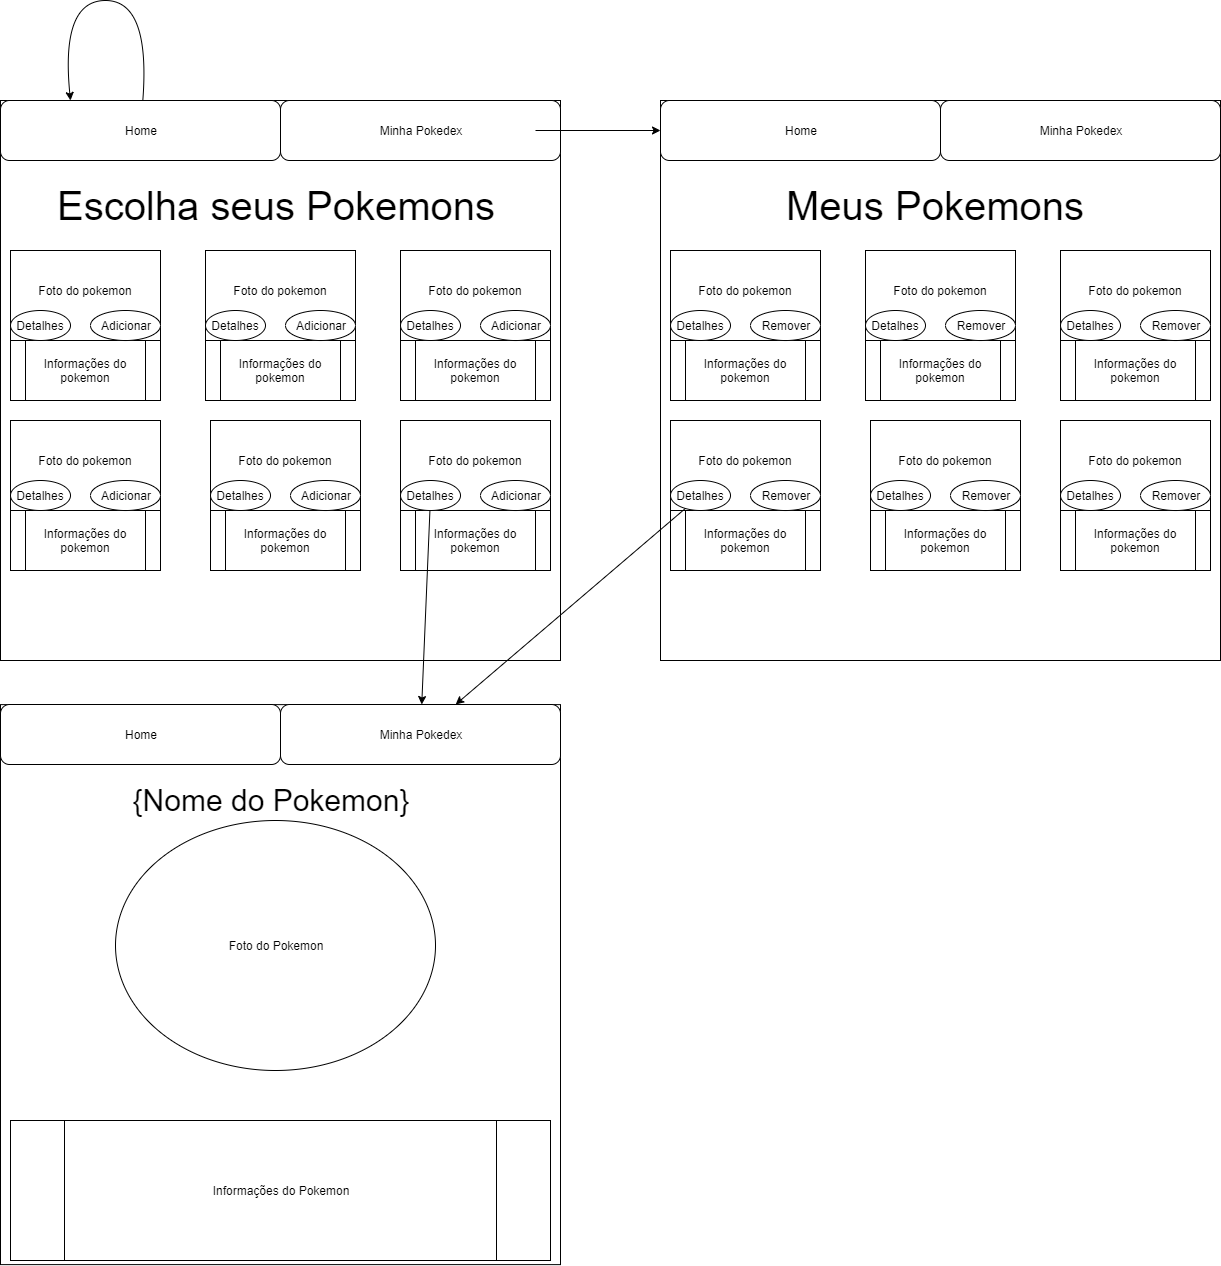 Home
Minha Pokedex
Home
Minha Pokedex
Escolha seus Pokemons
Meus Pokemons
Foto do pokemon
Foto do pokemon
Foto do pokemon
Foto do pokemon
Foto do pokemon
Foto do pokemon
Detalhes
Adicionar
Detalhes
Adicionar
Detalhes
Adicionar
Detalhes
Remover
Detalhes
Remover
Detalhes
Remover
Informações do
pokemon
Informações do
pokemon
Informações do
pokemon
Informações do
pokemon
Informações do
pokemon
Informações do
pokemon
Foto do pokemon
Foto do pokemon
Foto do pokemon
Foto do pokemon
Foto do pokemon
Foto do pokemon
Detalhes
Adicionar
Detalhes
Adicionar
Detalhes
Adicionar
Detalhes
Remover
Detalhes
Remover
Detalhes
Remover
Informações do
pokemon
Informações do
pokemon
Informações do
pokemon
Informações do
pokemon
Informações do
pokemon
Informações do
pokemon
Home
Minha Pokedex
{Nome do Pokemon}
Foto do Pokemon
Informações do Pokemon